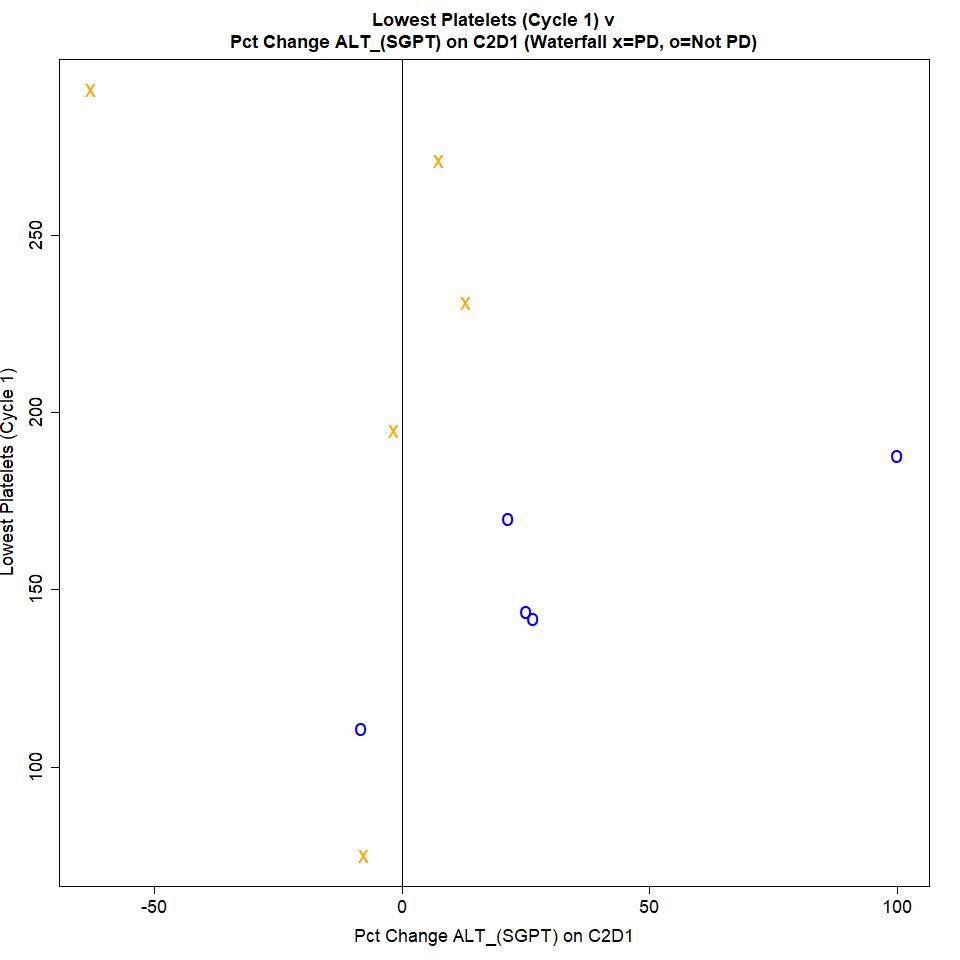 Lowest Platelets (Cycle 1) v
Pct Change ALT_(SGPT) on C2D1 (Waterfall x=PD, o=Not PD)
Lowest Platelets (Cycle 1)
250
200
150
100
X
X
X
X
O
O
O
O
O
X
-50 0 50 100
Pct Change ALT_(SGPT) on C2D1